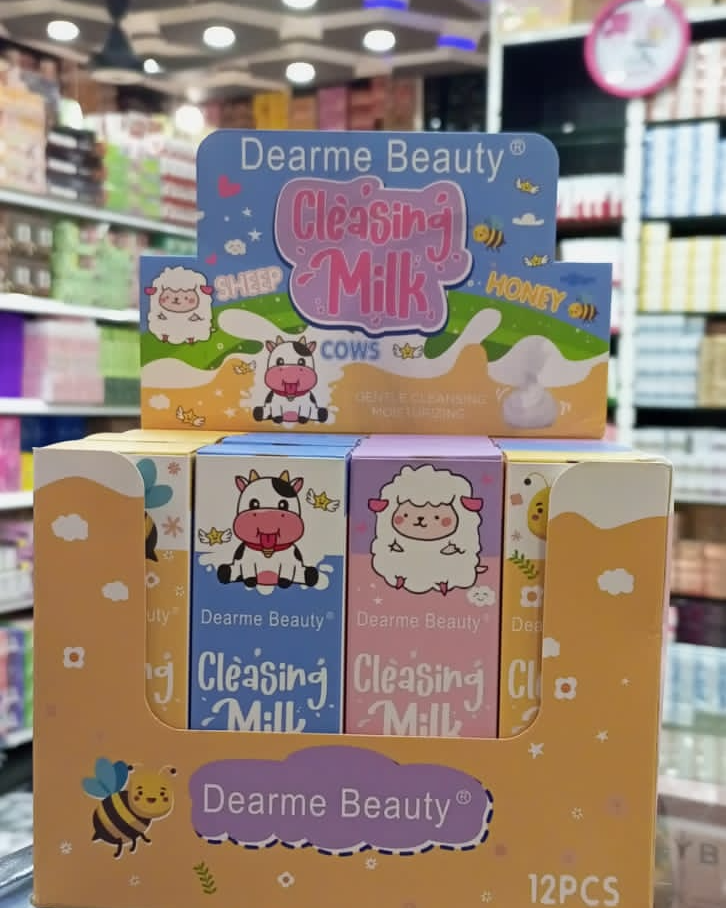 Dearme Beauty®
Cleasing
Milk
SHEEP
HONEY
COWS
GENTLE CLEANSING
MOISTURIZING
Dearme Beauty®
Cleasing
Milk
Dearme Beauty®
Cleasing
Milk
Dearme Beauty®
12PCS